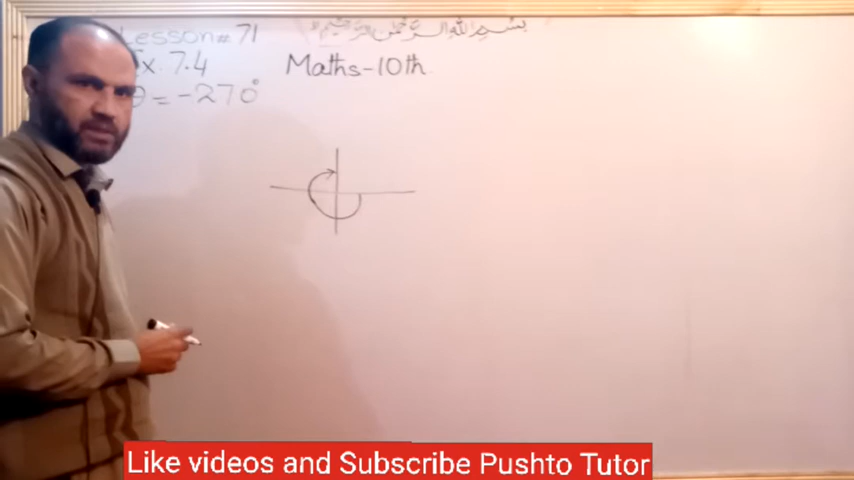 Lesson # 71
بسم الله الرحمن الرحيم
Ex. 7.4
Maths-10th
θ = -270°
Like videos and Subscribe Pushto Tutor